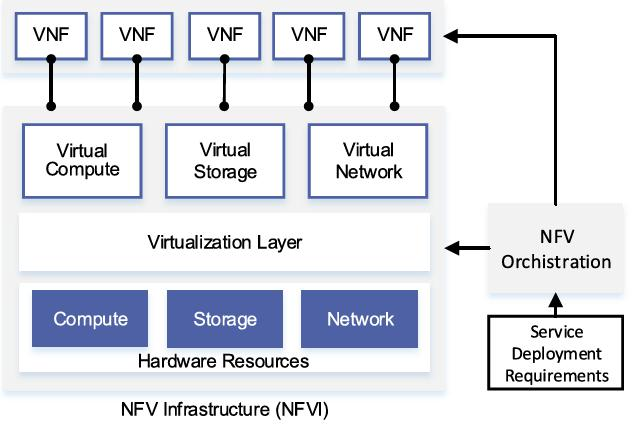 VNF VNF VNF VNF VNF
Virtual
Compute
Virtual
Storage
Virtual
Network
Virtualization Layer
NFV
Orchistration
Compute
Storage
Network
Hardware Resources
Service
Deployment
Requirements
NFV Infrastructure (NFVI)